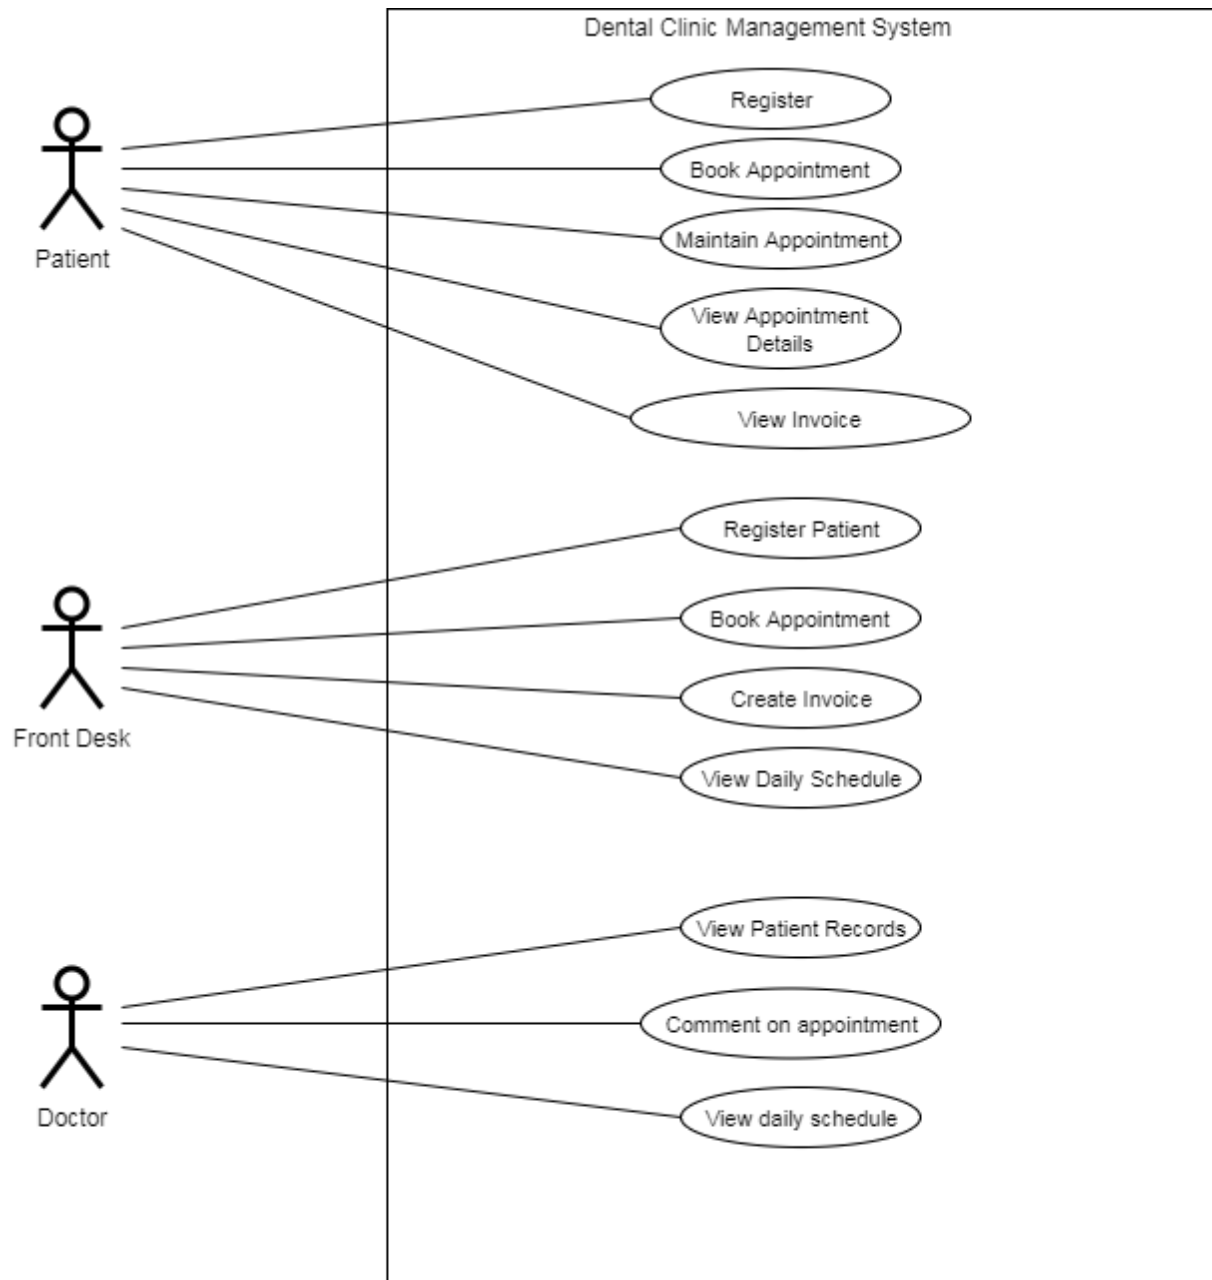 Dental Clinic Management System
Register
Book Appointment
Maintain Appointment
View Appointment
Details
View Invoice
Patient
Register Patient
Book Appointment
Create Invoice
View Daily Schedule
Front Desk
View Patient Records
Comment on appointment
View daily schedule
Doctor